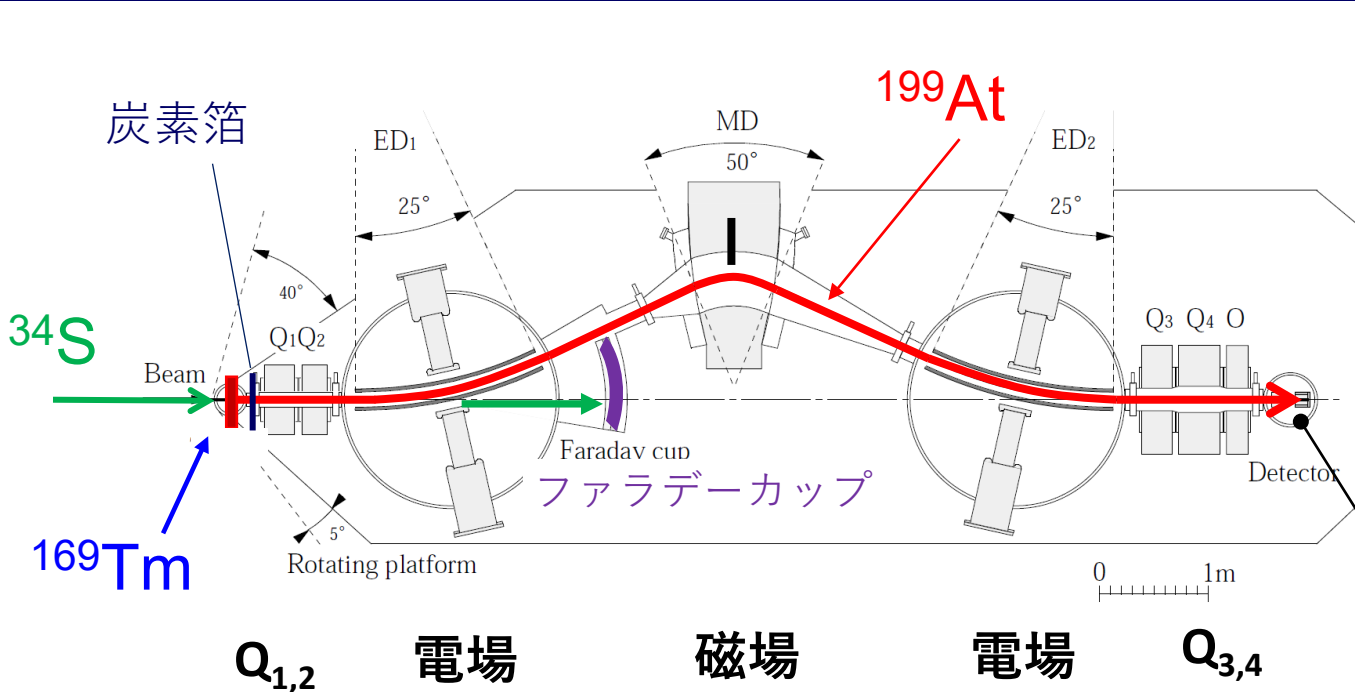 199At
炭素箔
MD
ED1
ED2
50°
25°
25°
40°
34S
Q1Q2
Q3 Q4 O
Beam
Faraday cup
ファラデーカップ
Detector
5°
169Tm
Rotating platform
0 1m
Q1,2
電場
磁場
電場
Q3,4